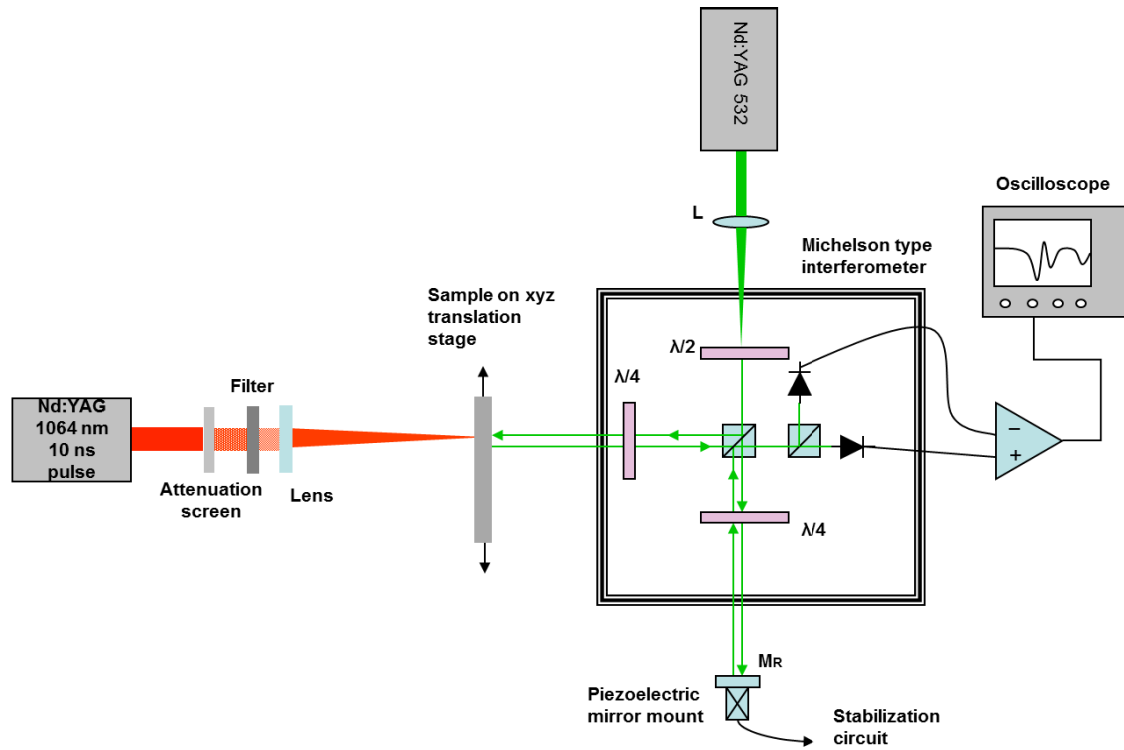 Nd:YAG 532
Oscilloscope
L
Michelson type
interferometer
Sample on xyz
translation
stage
λ/2
λ/4
Filter
Nd:YAG
1064 nm
10 ns
pulse
−
+
Attenuation
screen
Lens
λ/4
MR
Piezoelectric
mirror mount
Stabilization
circuit